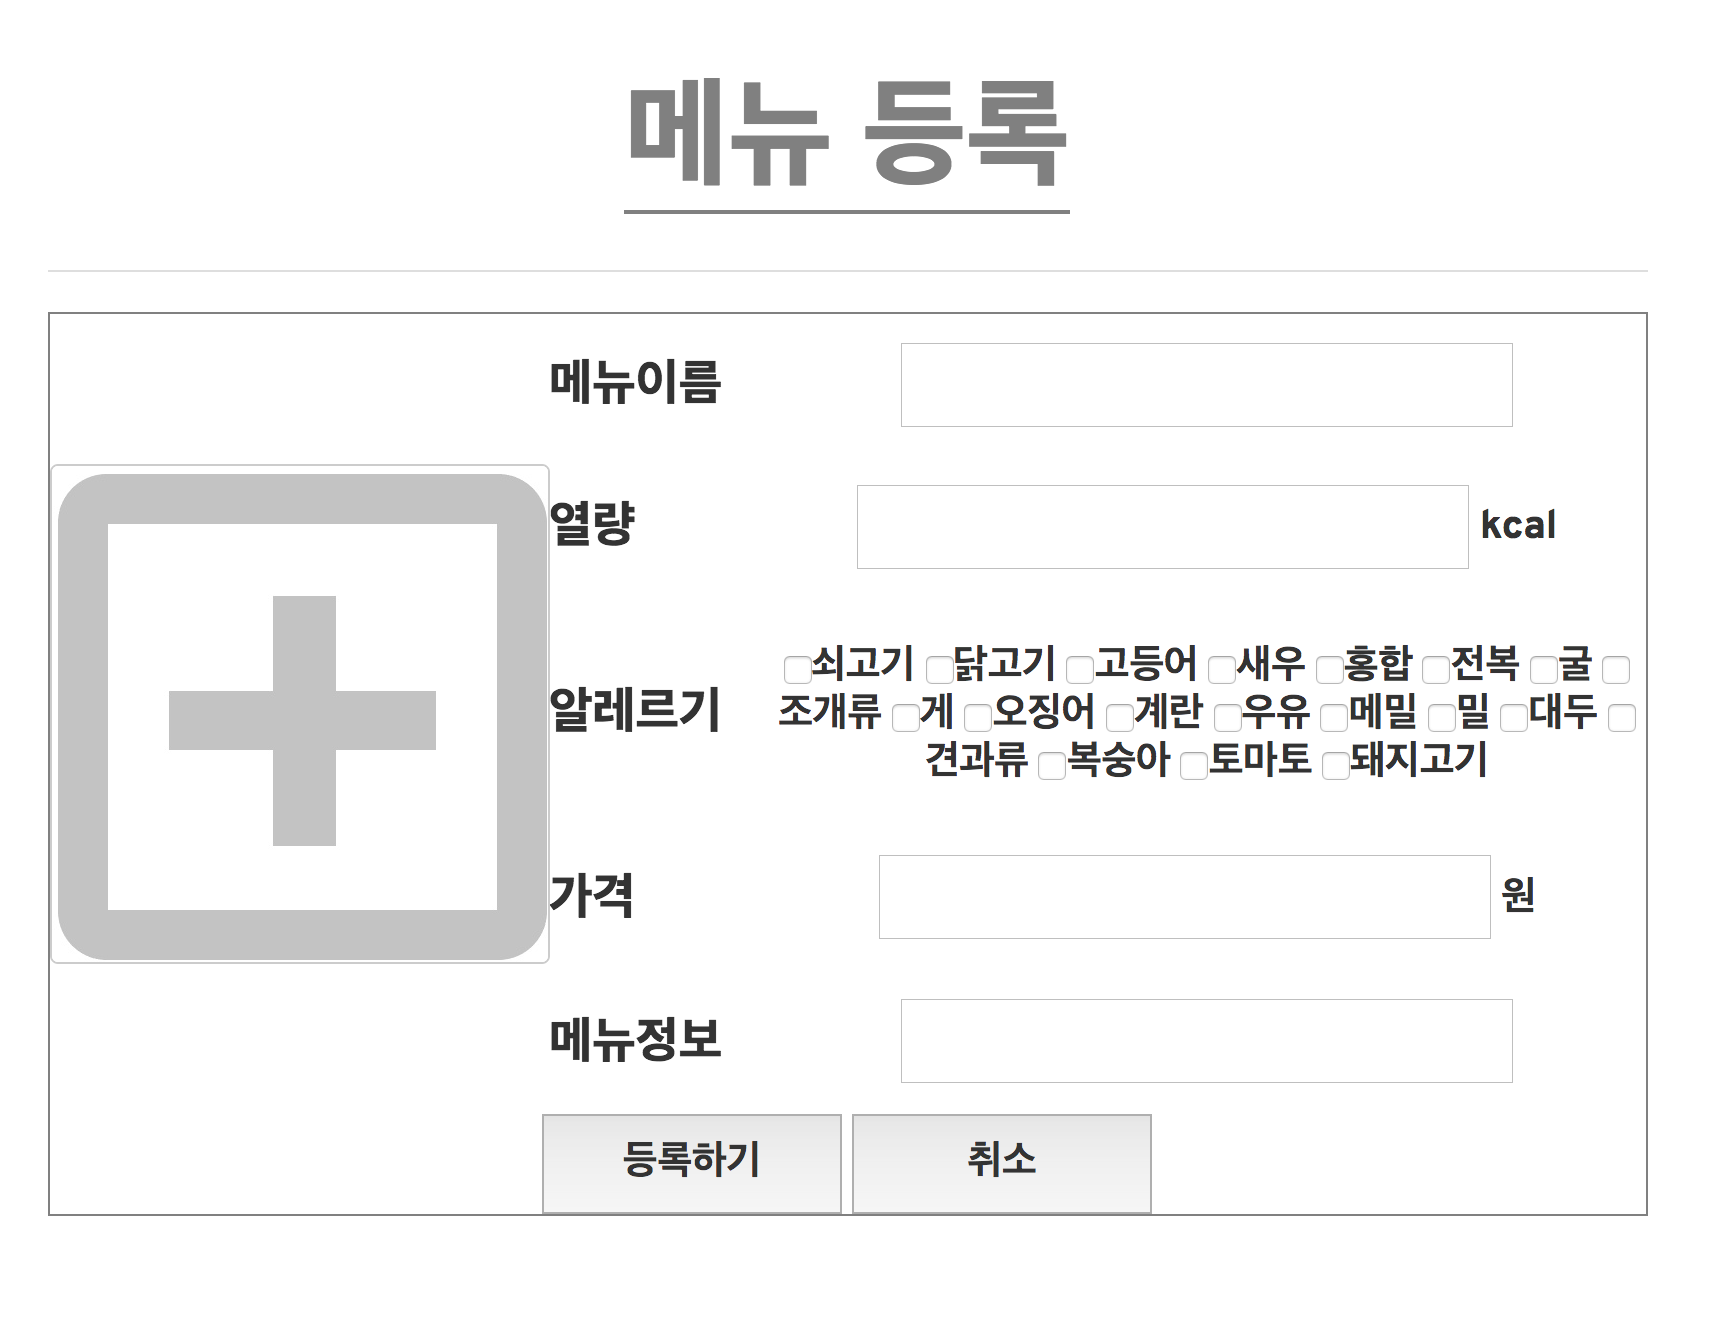 메뉴 등록
메뉴이름
열량 kcal
알레르기
쇠고기 닭고기 고등어 새우 홍합 전복 굴
조개류 게 오징어 계란 우유 메밀 밀 대두
견과류 복숭아 토마토 돼지고기
가격 원
메뉴정보
등록하기 취소